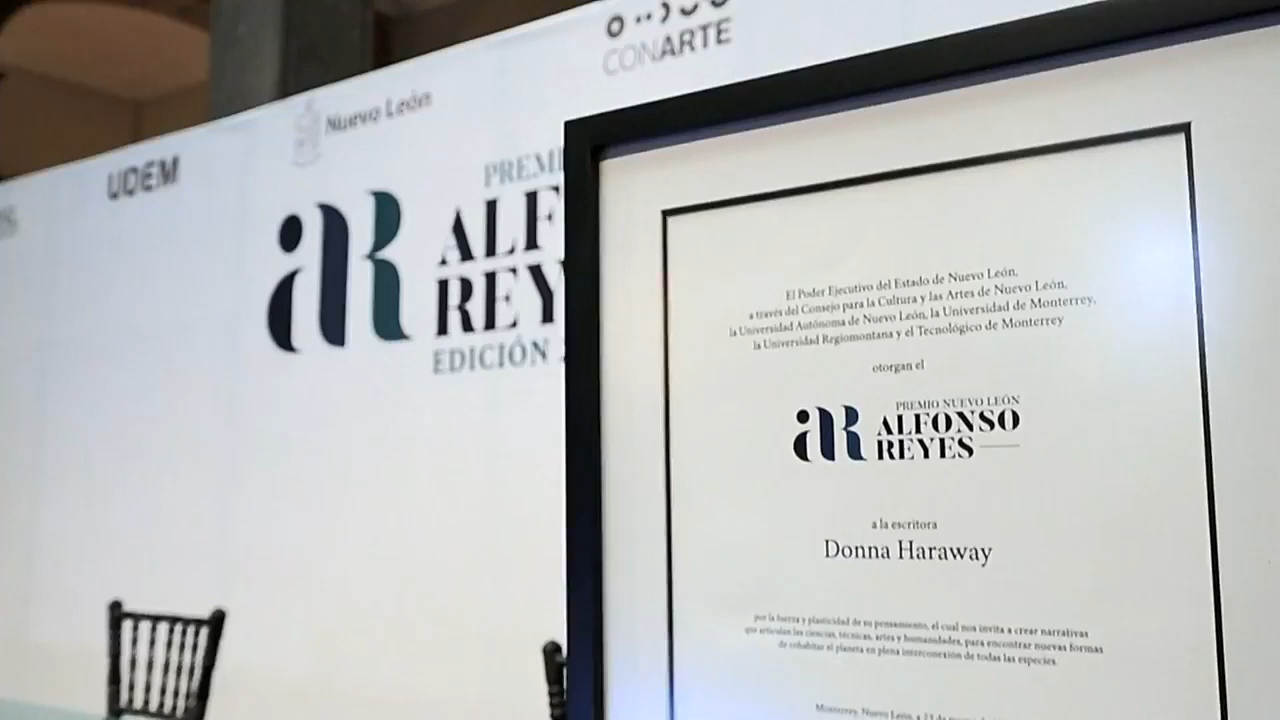 CONARTE
Nuevo León
UDEM
PREMI
ALF
REY
EDICIÓN
El Poder Ejecutivo del Estado de Nuevo León,
a través del Consejo para la Cultura y las Artes de Nuevo León,
la Universidad Autónoma de Nuevo León, la Universidad de Monterrey,
la Universidad Regiomontana y el Tecnológico de Monterrey
otorgan el
aR
PREMIO NUEVO LEÓN
ALFONSO
REYES
a la escritora
Donna Haraway
por la fuerza y plasticidad de su pensamiento, el cual nos invita a crear narrativas
que articulan las ciencias, técnicas, artes y humanidades, para encontrar nuevas formas
de cohabitar el planeta en plena interconexión de todas las especies.
Monterrey, Nuevo León, a